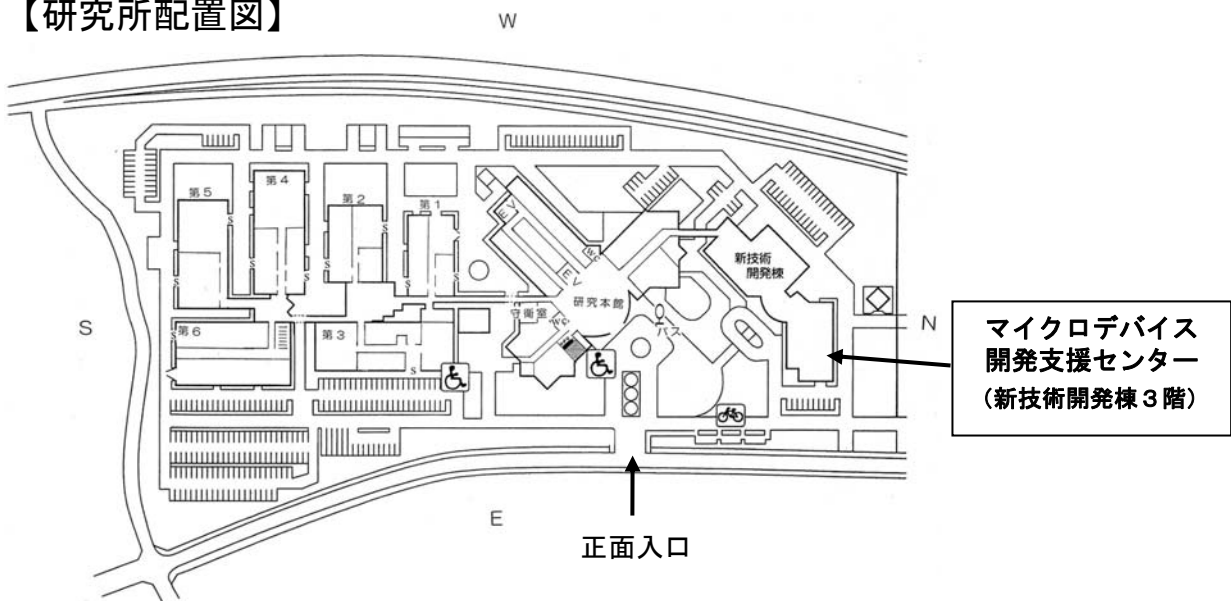 【研究所配置図】
W
第5
第4
第2
第1
S
S
S
S
S
S
S
S
EV
WC
EV
新技術
開発棟
研究本館
守衛室
WC
バス
S
第6
第3
S
S
N
マイクロデバイス
開発支援センター
(新技術開発棟3階)
E
正面入口